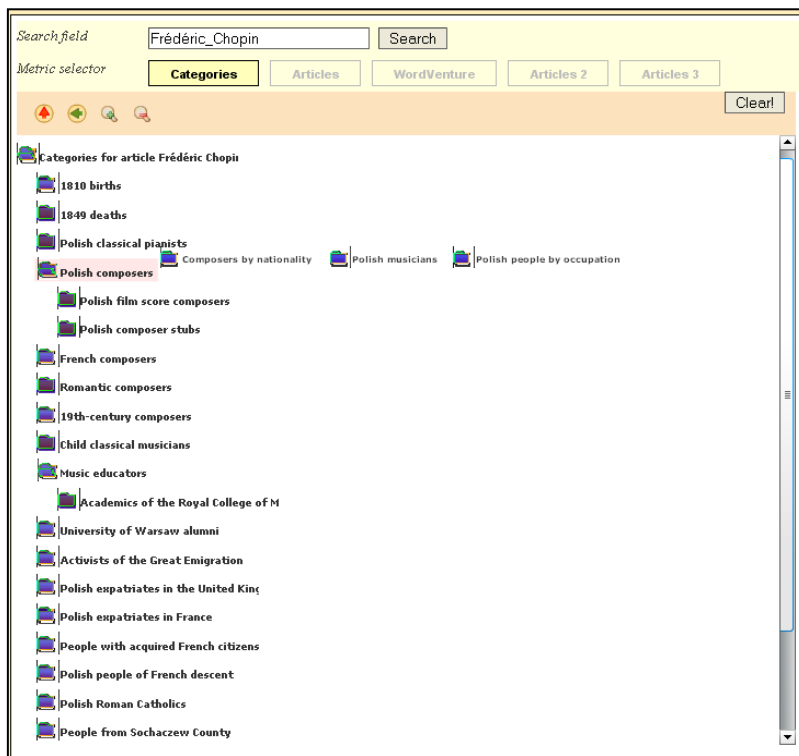 Search field Frédéric_Chopin Search
Metric selector Categories Articles WordVenture Articles 2 Articles 3
Clear!
Categories for article Frédéric Chopin
1810 births
1849 deaths
Polish classical pianists
Composers by nationality Polish musicians Polish people by occupation
Polish composers
Polish film score composers
Polish composer stubs
French composers
Romantic composers
19th-century composers
Child classical musicians
Music educators
Academics of the Royal College of M
University of Warsaw alumni
Activists of the Great Emigration
Polish expatriates in the United King
Polish expatriates in France
People with acquired French citizens
Polish people of French descent
Polish Roman Catholics
People from Sochaczew County